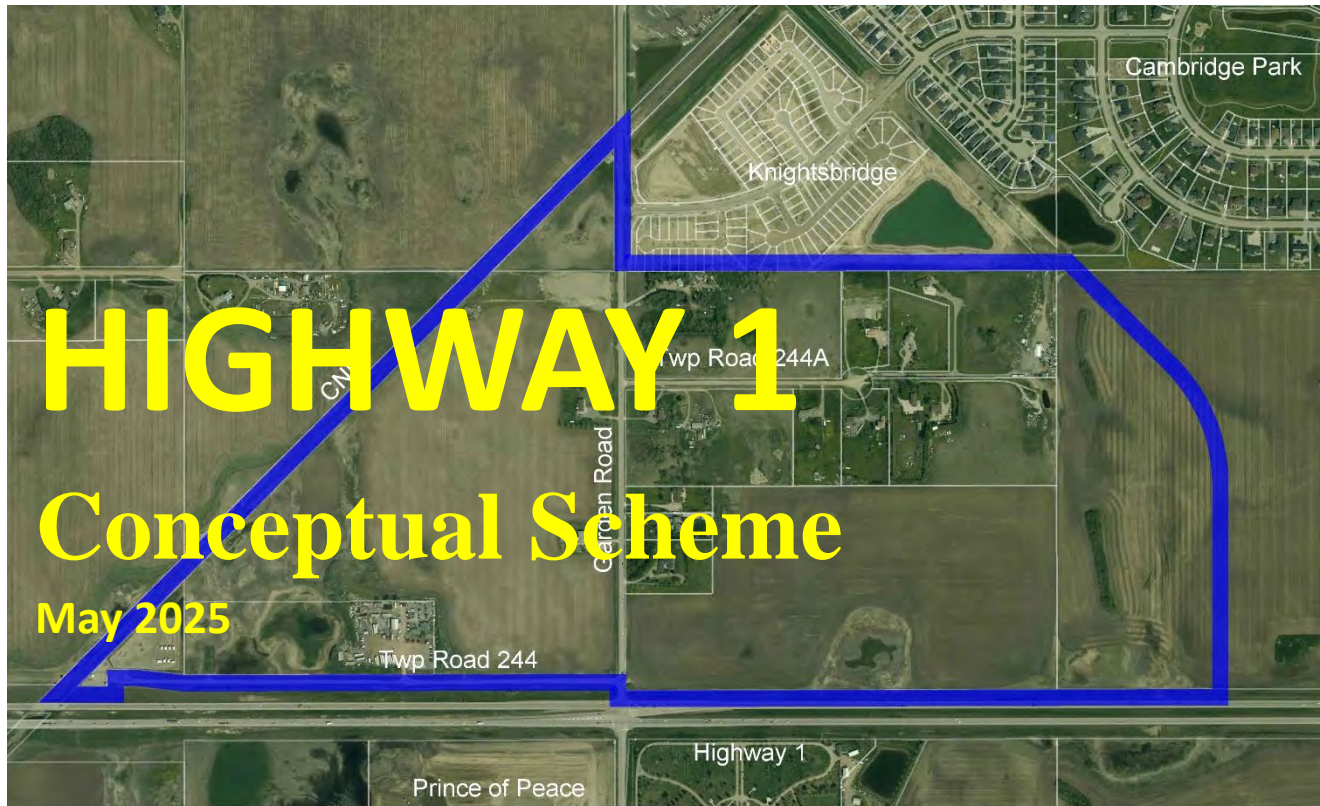 Cambridge Park
Knightsbridge
HIGHWAY 1
CN
Twp Road 244A
Garden Road
Conceptual Scheme
May 2025
Twp Road 244
Highway 1
Prince of Peace